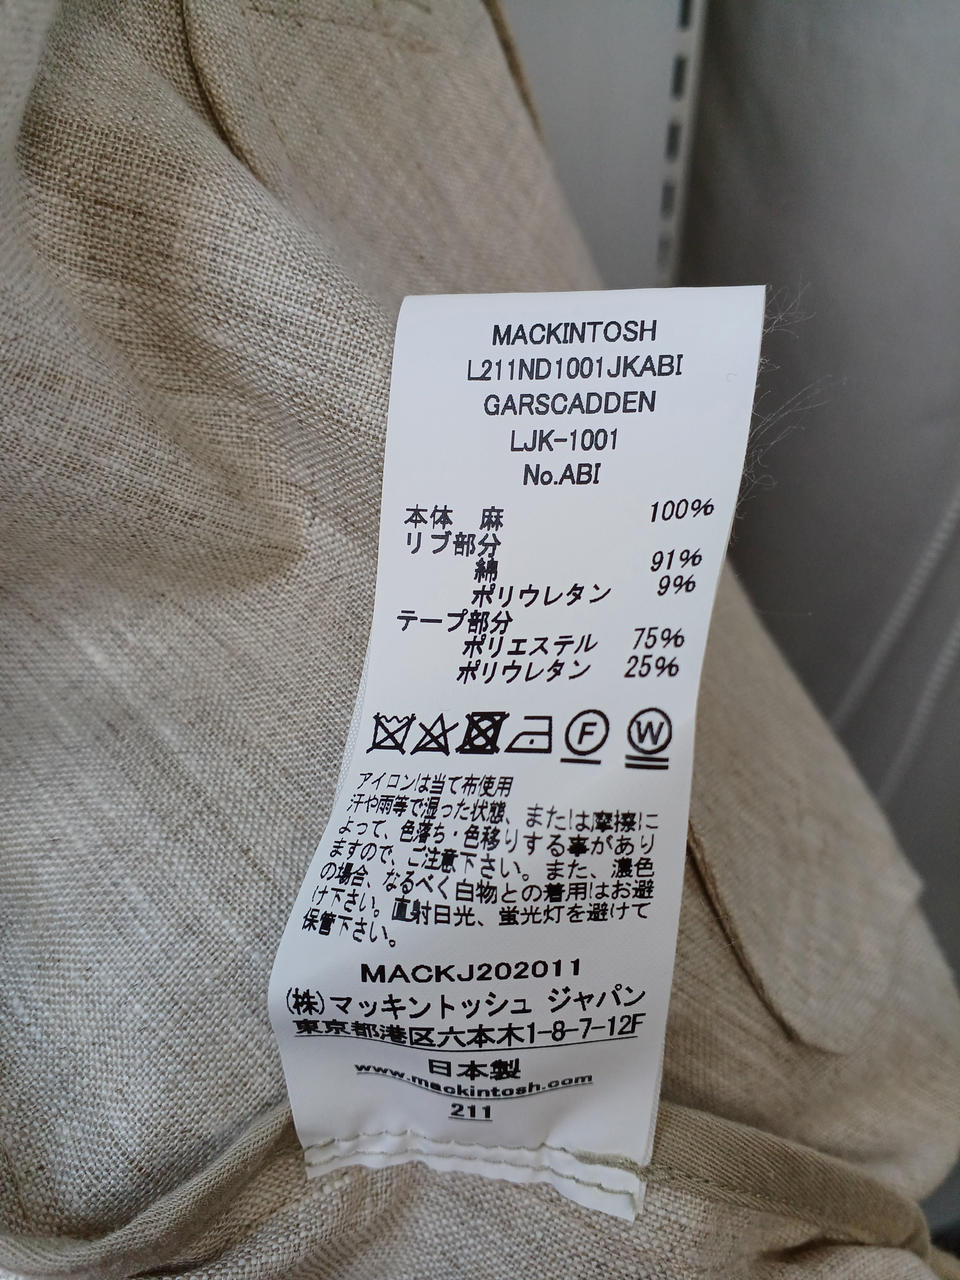 MACKINTOSH
L211ND1001JKABI
GARSCADDEN
LJK-1001
No.ABI
本体 麻 100%
リブ部分
綿 91%
ポリウレタン 9%
テープ部分
ポリエステル 75%
ポリウレタン 25%
F W
アイロンは当て布使用
汗や雨等で湿った状態、または摩擦に
よって、色落ち・色移りする事があり
ますので、ご注意下さい。また、濃色
の場合、なるべく白物との着用はお避
け下さい。直射日光、蛍光灯を避けて
保管下さい。
MACKJ202011
(株)マッキントッシュ ジャパン
東京都港区六本木1-8-7-12F
日本製
www.mackintosh.com
211